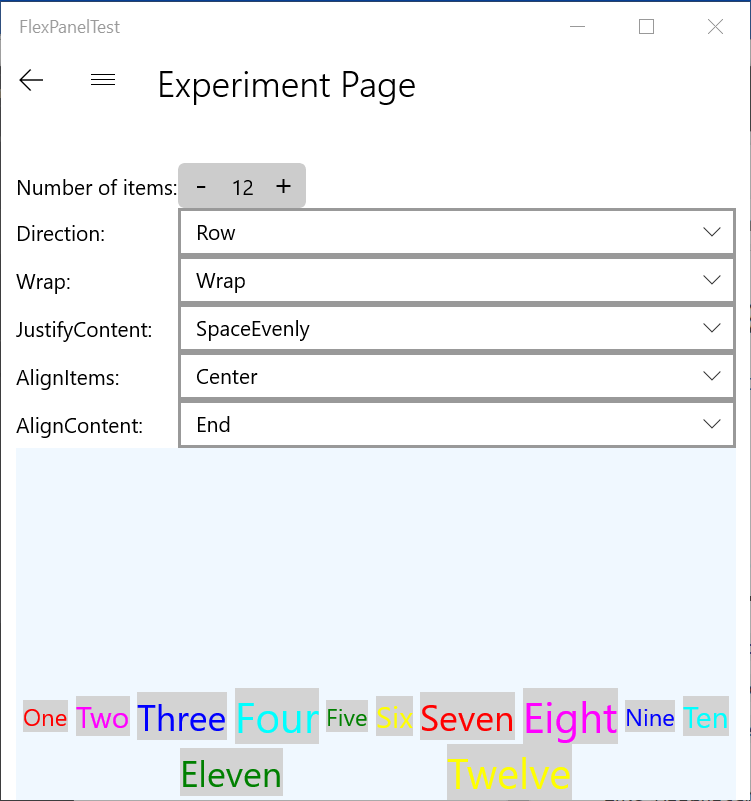 FlexPanelTest
Experiment Page
Number of items: - 12 +
Direction: Row
Wrap: Wrap
JustifyContent: SpaceEvenly
AlignItems: Center
AlignContent: End
One Two Three Four Five Six Seven Eight Nine Ten
Eleven Twelve